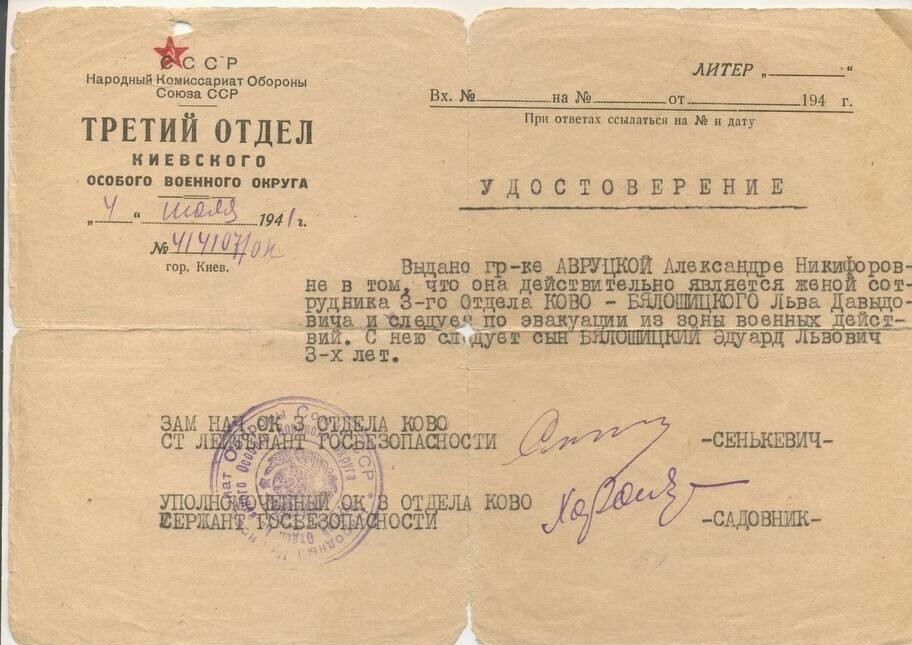 СССР
Народный Комиссариат Обороны
Союза ССР
ТРЕТИЙ ОТДЕЛ
КИЕВСКОГО
ОСОБОГО ВОЕННОГО ОКРУГА
„4“ июля 1941 г.
№ 414107/ок
гор. Киев.
ЛИТЕР „ “
Вх. № на № от 194 г.
При ответах ссылаться на № и дату
УДОСТОВЕРЕНИЕ
Выдано гр-ке АВРУЦКОЙ Александре Никифоров-
не в том, что она действительно является женой сот-
рудника 3-го Отдела КОВО - БЯЛОШИЦКОГО Льва Давыдо-
вича и следует по эвакуации из зоны военных дейст-
вий. С нею следует сын БЯЛОШИЦКИЙ Эдуард Львович
3-х лет.
ЗАМ НАЧ ОК 3 ОТДЕЛА КОВО
СТ ЛЕЙТЕНАНТ ГОСБЕЗОПАСНОСТИ
-СЕНЬКЕВИЧ-
УПОЛНОМОЧЕННЫЙ ОК 3 ОТДЕЛА КОВО
СЕРЖАНТ ГОСБЕЗОПАСНОСТИ
-САДОВНИК-